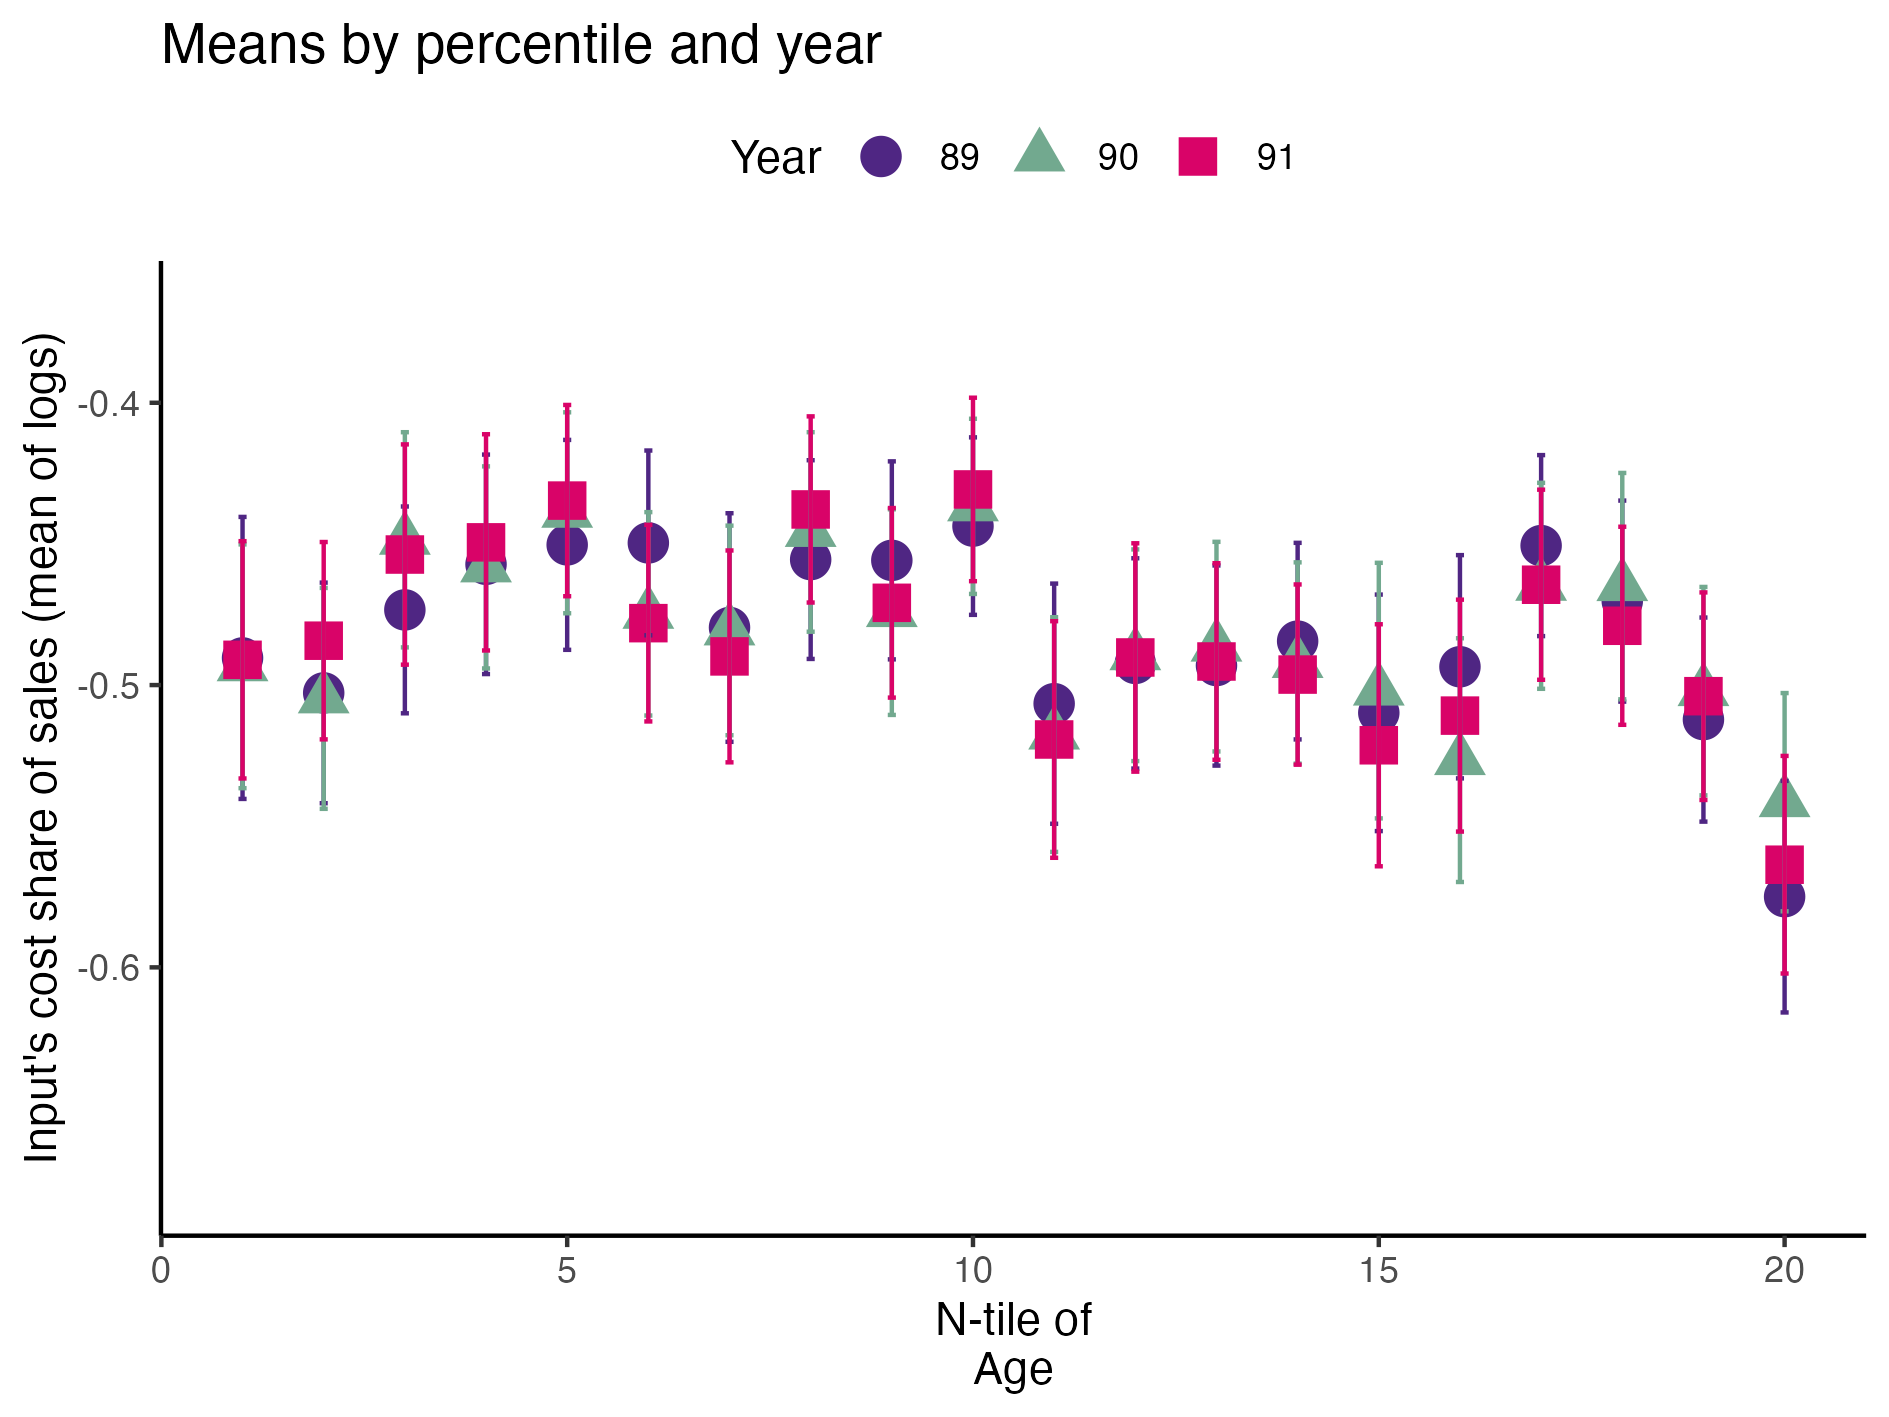 Means by percentile and year
Year 89 90 91
Input's cost share of sales (mean of logs)
-0.4
-0.5
-0.6
0 5 10 15 20
N-tile of
Age